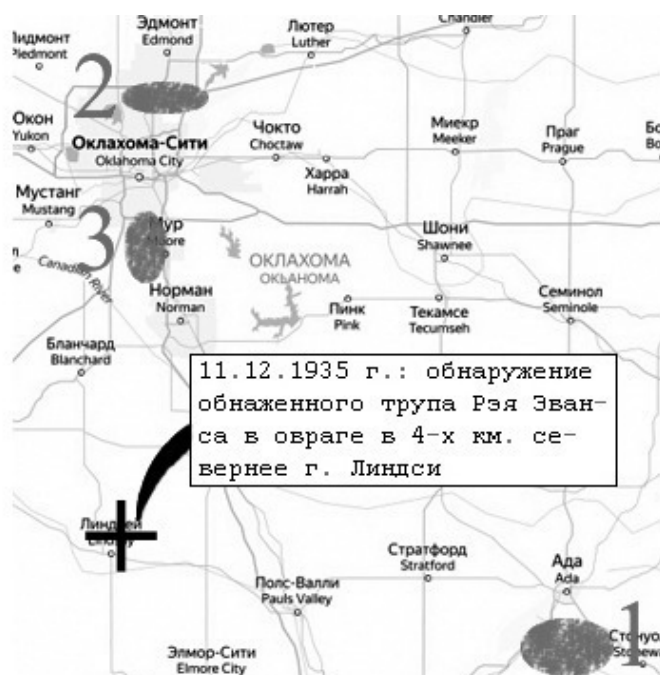 Эдмонт
Edmond
Лютер
Luther
Chandler
Пидмонт
Piedmont
2
Окон
Yukon
Оклахома-Сити
Oklahoma City
Чокто
Choctaw
Харра
Harrah
Миекр
Meeker
Праг
Prague
Мустанг
Mustang
3
Мур
Moore
Canadian River
ОКЛАХОМА
OKLAHOMA
Шони
Shawnee
Норман
Norman
Пинк
Pink
Текамсе
Tecumseh
Семинол
Seminole
Бланчард
Blanchard
11.12.1935 г.: обнаружение
обнаженного трупа Рэя Эван-
са в овраге в 4-х км. се-
вернее г. Линдси
Линдсей
Lindsay
Стратфорд
Stratford
Ада
Ada
Полс-Валли
Pauls Valley
1
Элмор-Сити
Elmore City